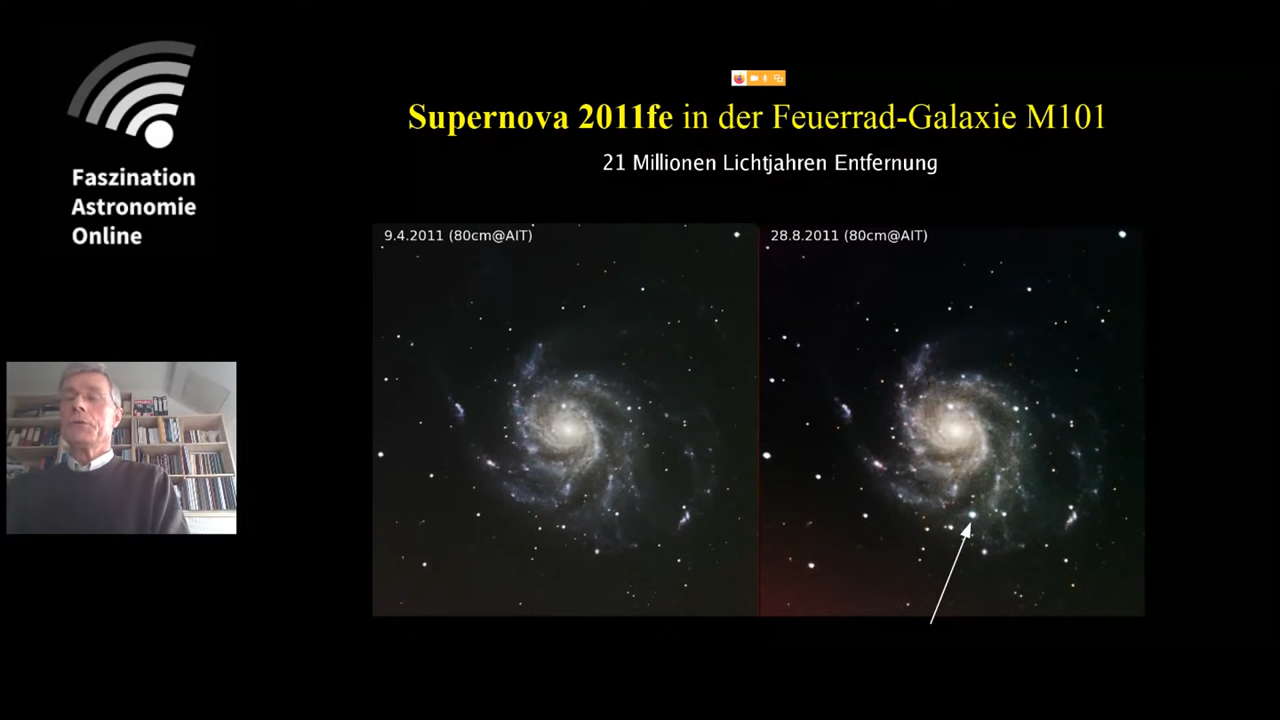 Faszination
Astronomie
Online
Supernova 2011fe in der Feuerrad-Galaxie M101
21 Millionen Lichtjahren Entfernung
9.4.2011 (80cm@AIT)
28.8.2011 (80cm@AIT)